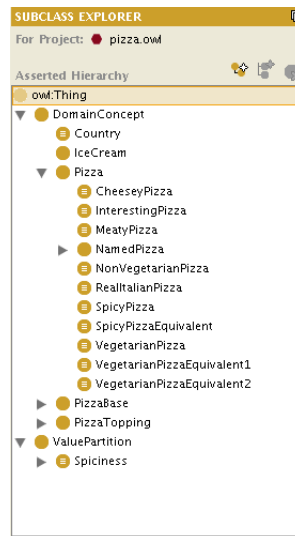 SUBCLASS EXPLORER
For Project: pizza.owl
Asserted Hierarchy
owl:Thing
DomainConcept
Country
IceCream
Pizza
CheeseyPizza
InterestingPizza
MeatyPizza
NamedPizza
NonVegetarianPizza
RealItalianPizza
SpicyPizza
SpicyPizzaEquivalent
VegetarianPizza
VegetarianPizzaEquivalent1
VegetarianPizzaEquivalent2
PizzaBase
PizzaTopping
ValuePartition
Spiciness